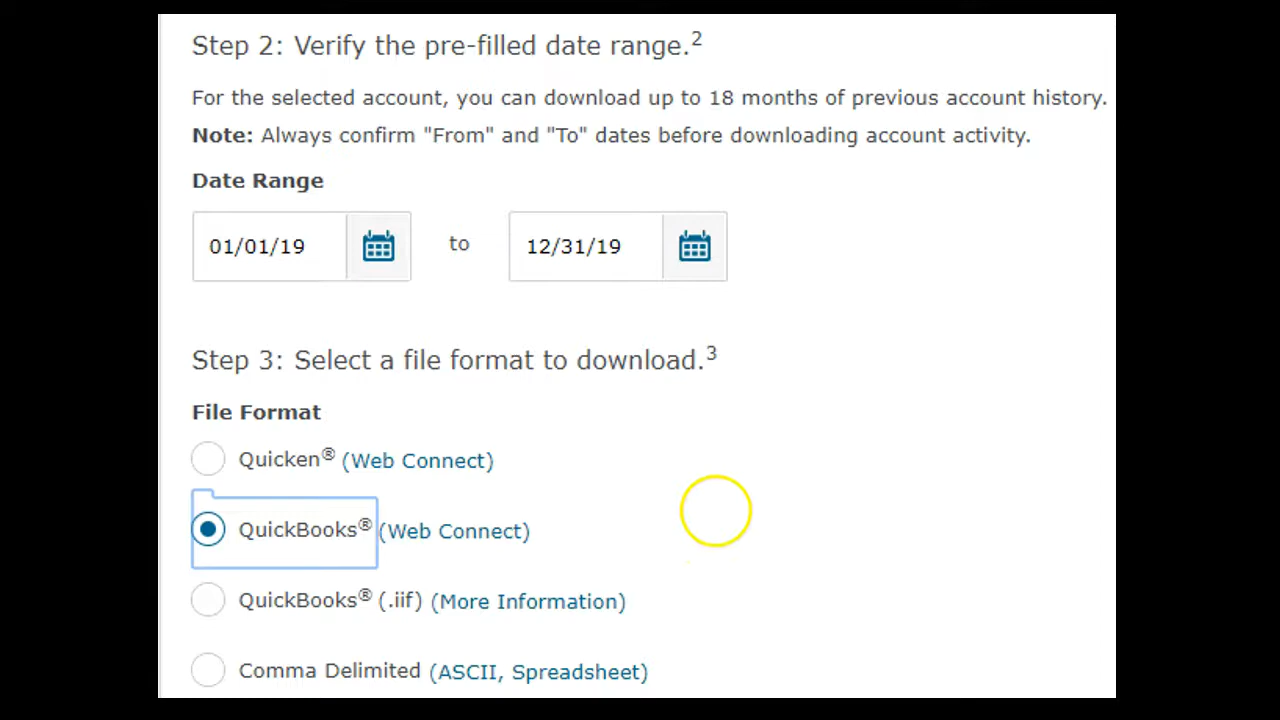 Step 2: Verify the pre-filled date range.2
For the selected account, you can download up to 18 months of previous account history.
Note: Always confirm "From" and "To" dates before downloading account activity.
Date Range
01/01/19 to 12/31/19
Step 3: Select a file format to download.3
File Format
Quicken® (Web Connect)
QuickBooks® (Web Connect)
QuickBooks® (.iif) (More Information)
Comma Delimited (ASCII, Spreadsheet)